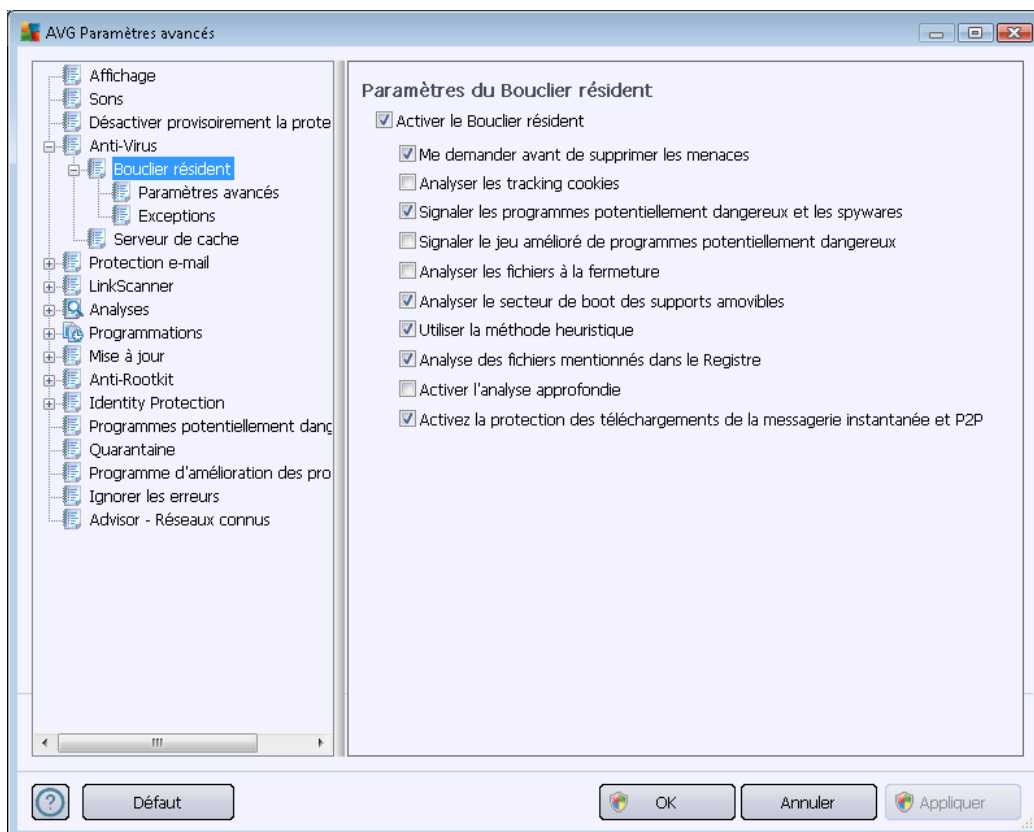 AVG Paramètres avancés
Affichage
Sons
Désactiver provisoirement la prote
Anti-Virus
Bouclier résident
Paramètres avancés
Exceptions
Serveur de cache
Protection e-mail
LinkScanner
Analyses
Programmations
Mise à jour
Anti-Rootkit
Identity Protection
Programmes potentiellement dang
Quarantaine
Programme d'amélioration des pro
Ignorer les erreurs
Advisor - Réseaux connus
Paramètres du Bouclier résident
Activer le Bouclier résident
Me demander avant de supprimer les menaces
Analyser les tracking cookies
Signaler les programmes potentiellement dangereux et les spywares
Signaler le jeu amélioré de programmes potentiellement dangereux
Analyser les fichiers à la fermeture
Analyser le secteur de boot des supports amovibles
Utiliser la méthode heuristique
Analyse des fichiers mentionnés dans le Registre
Activer l'analyse approfondie
Activez la protection des téléchargements de la messagerie instantanée et P2P
? Défaut OK Annuler Appliquer